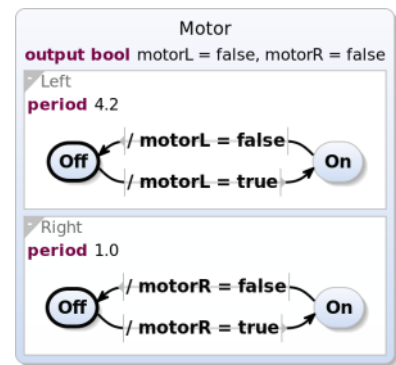 Motor
output bool motorL = false, motorR = false
- Left
period 4.2
/ motorL = false
Off
On
/ motorL = true
- Right
period 1.0
/ motorR = false
Off
On
/ motorR = true